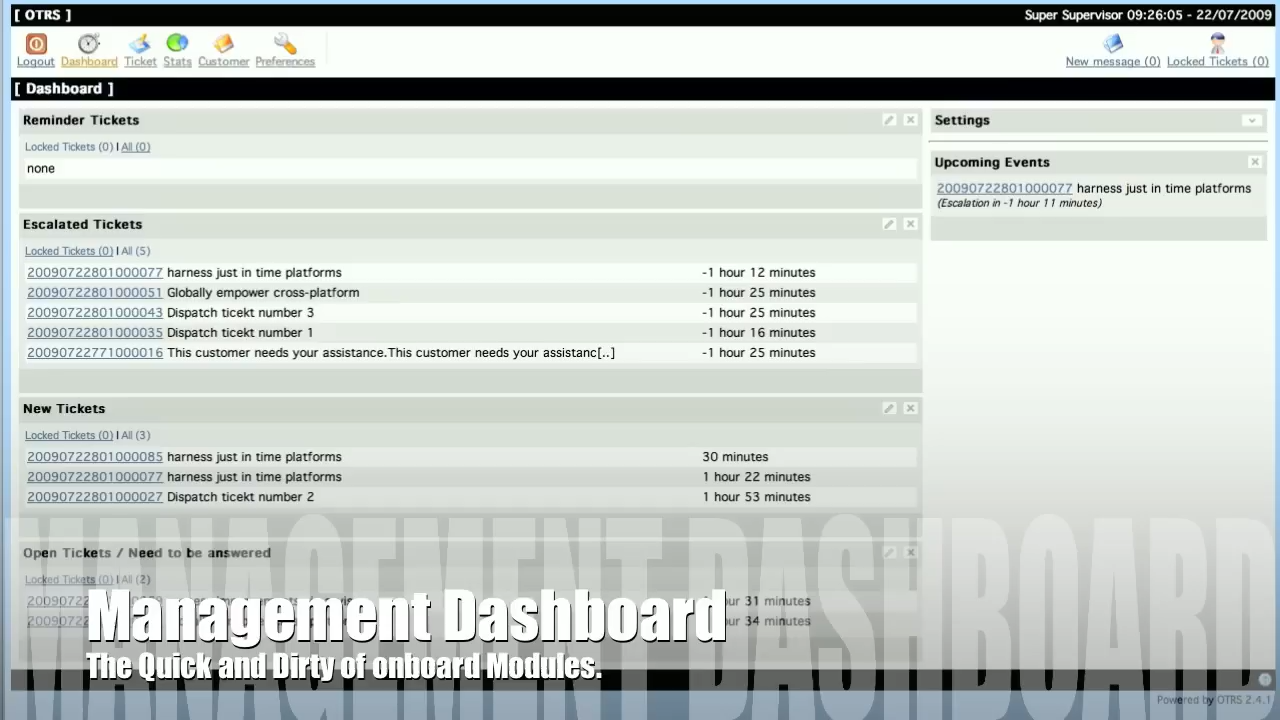 [ OTRS ]
Super Supervisor 09:26:05 - 22/07/2009
Logout Dashboard Ticket Stats Customer Preferences
New message (0) Locked Tickets (0)
[ Dashboard ]
Reminder Tickets
Locked Tickets (0) | All (0)
none
Escalated Tickets
Locked Tickets (0) | All (5)
20090722801000077 harness just in time platforms -1 hour 12 minutes
20090722801000051 Globally empower cross-platform -1 hour 25 minutes
20090722801000043 Dispatch ticekt number 3 -1 hour 25 minutes
20090722801000035 Dispatch ticekt number 1 -1 hour 16 minutes
20090722771000016 This customer needs your assistance.This customer needs your assistanc[..] -1 hour 25 minutes
New Tickets
Locked Tickets (0) | All (3)
20090722801000085 harness just in time platforms 30 minutes
20090722801000077 harness just in time platforms 1 hour 22 minutes
20090722801000027 Dispatch ticekt number 2 1 hour 53 minutes
Open Tickets / Need to be answered
Locked Tickets (0) | All (2)
31 minutes
34 minutes
Settings
Upcoming Events
20090722801000077 harness just in time platforms
(Escalation in -1 hour 11 minutes)
MANAGEMENT DASHBOARD
Management Dashboard
The Quick and Dirty of onboard Modules.
Powered by OTRS 2.4.1